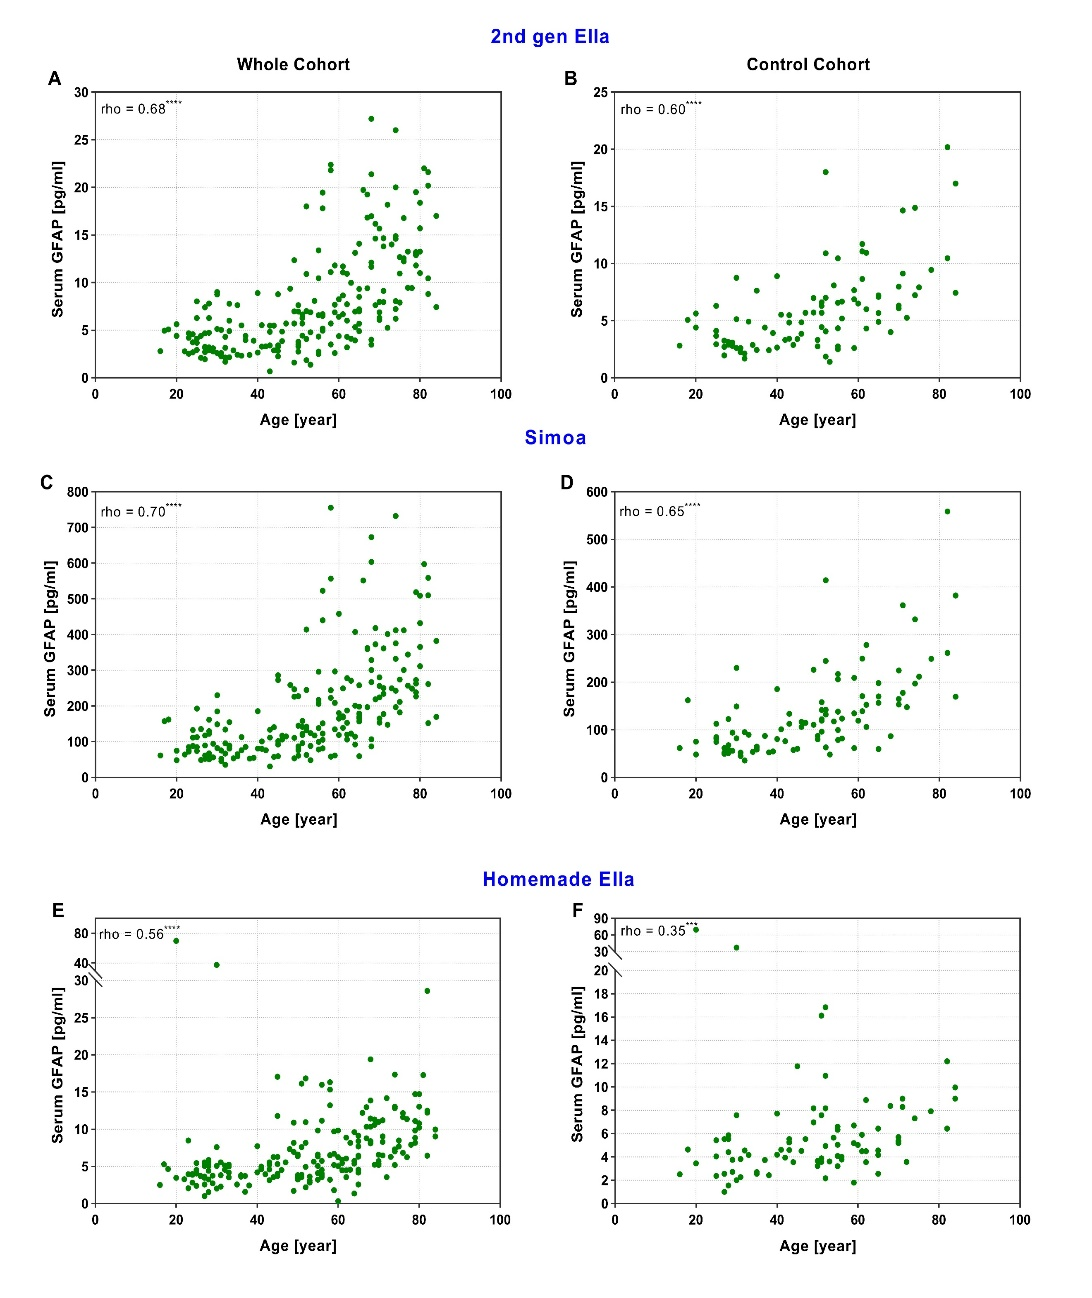 2nd gen Ella
Whole Cohort
Control Cohort
A
B
rho = 0.68****
rho = 0.60****
Serum GFAP [pg/ml]
30
25
20
15
10
5
0
0 20 40 60 80 100
Age [year]
Serum GFAP [pg/ml]
25
20
15
10
5
0
0 20 40 60 80 100
Age [year]
Simoa
C
D
rho = 0.70****
rho = 0.65****
Serum GFAP [pg/ml]
800
700
600
500
400
300
200
100
0
0 20 40 60 80 100
Age [year]
Serum GFAP [pg/ml]
600
500
400
300
200
100
0
0 20 40 60 80 100
Age [year]
Homemade Ella
E
F
rho = 0.56****
rho = 0.35***
Serum GFAP [pg/ml]
80
40
30
25
20
15
10
5
0
0 20 40 60 80 100
Age [year]
Serum GFAP [pg/ml]
90
60
30
20
18
16
14
12
10
8
6
4
2
0
0 20 40 60 80 100
Age [year]